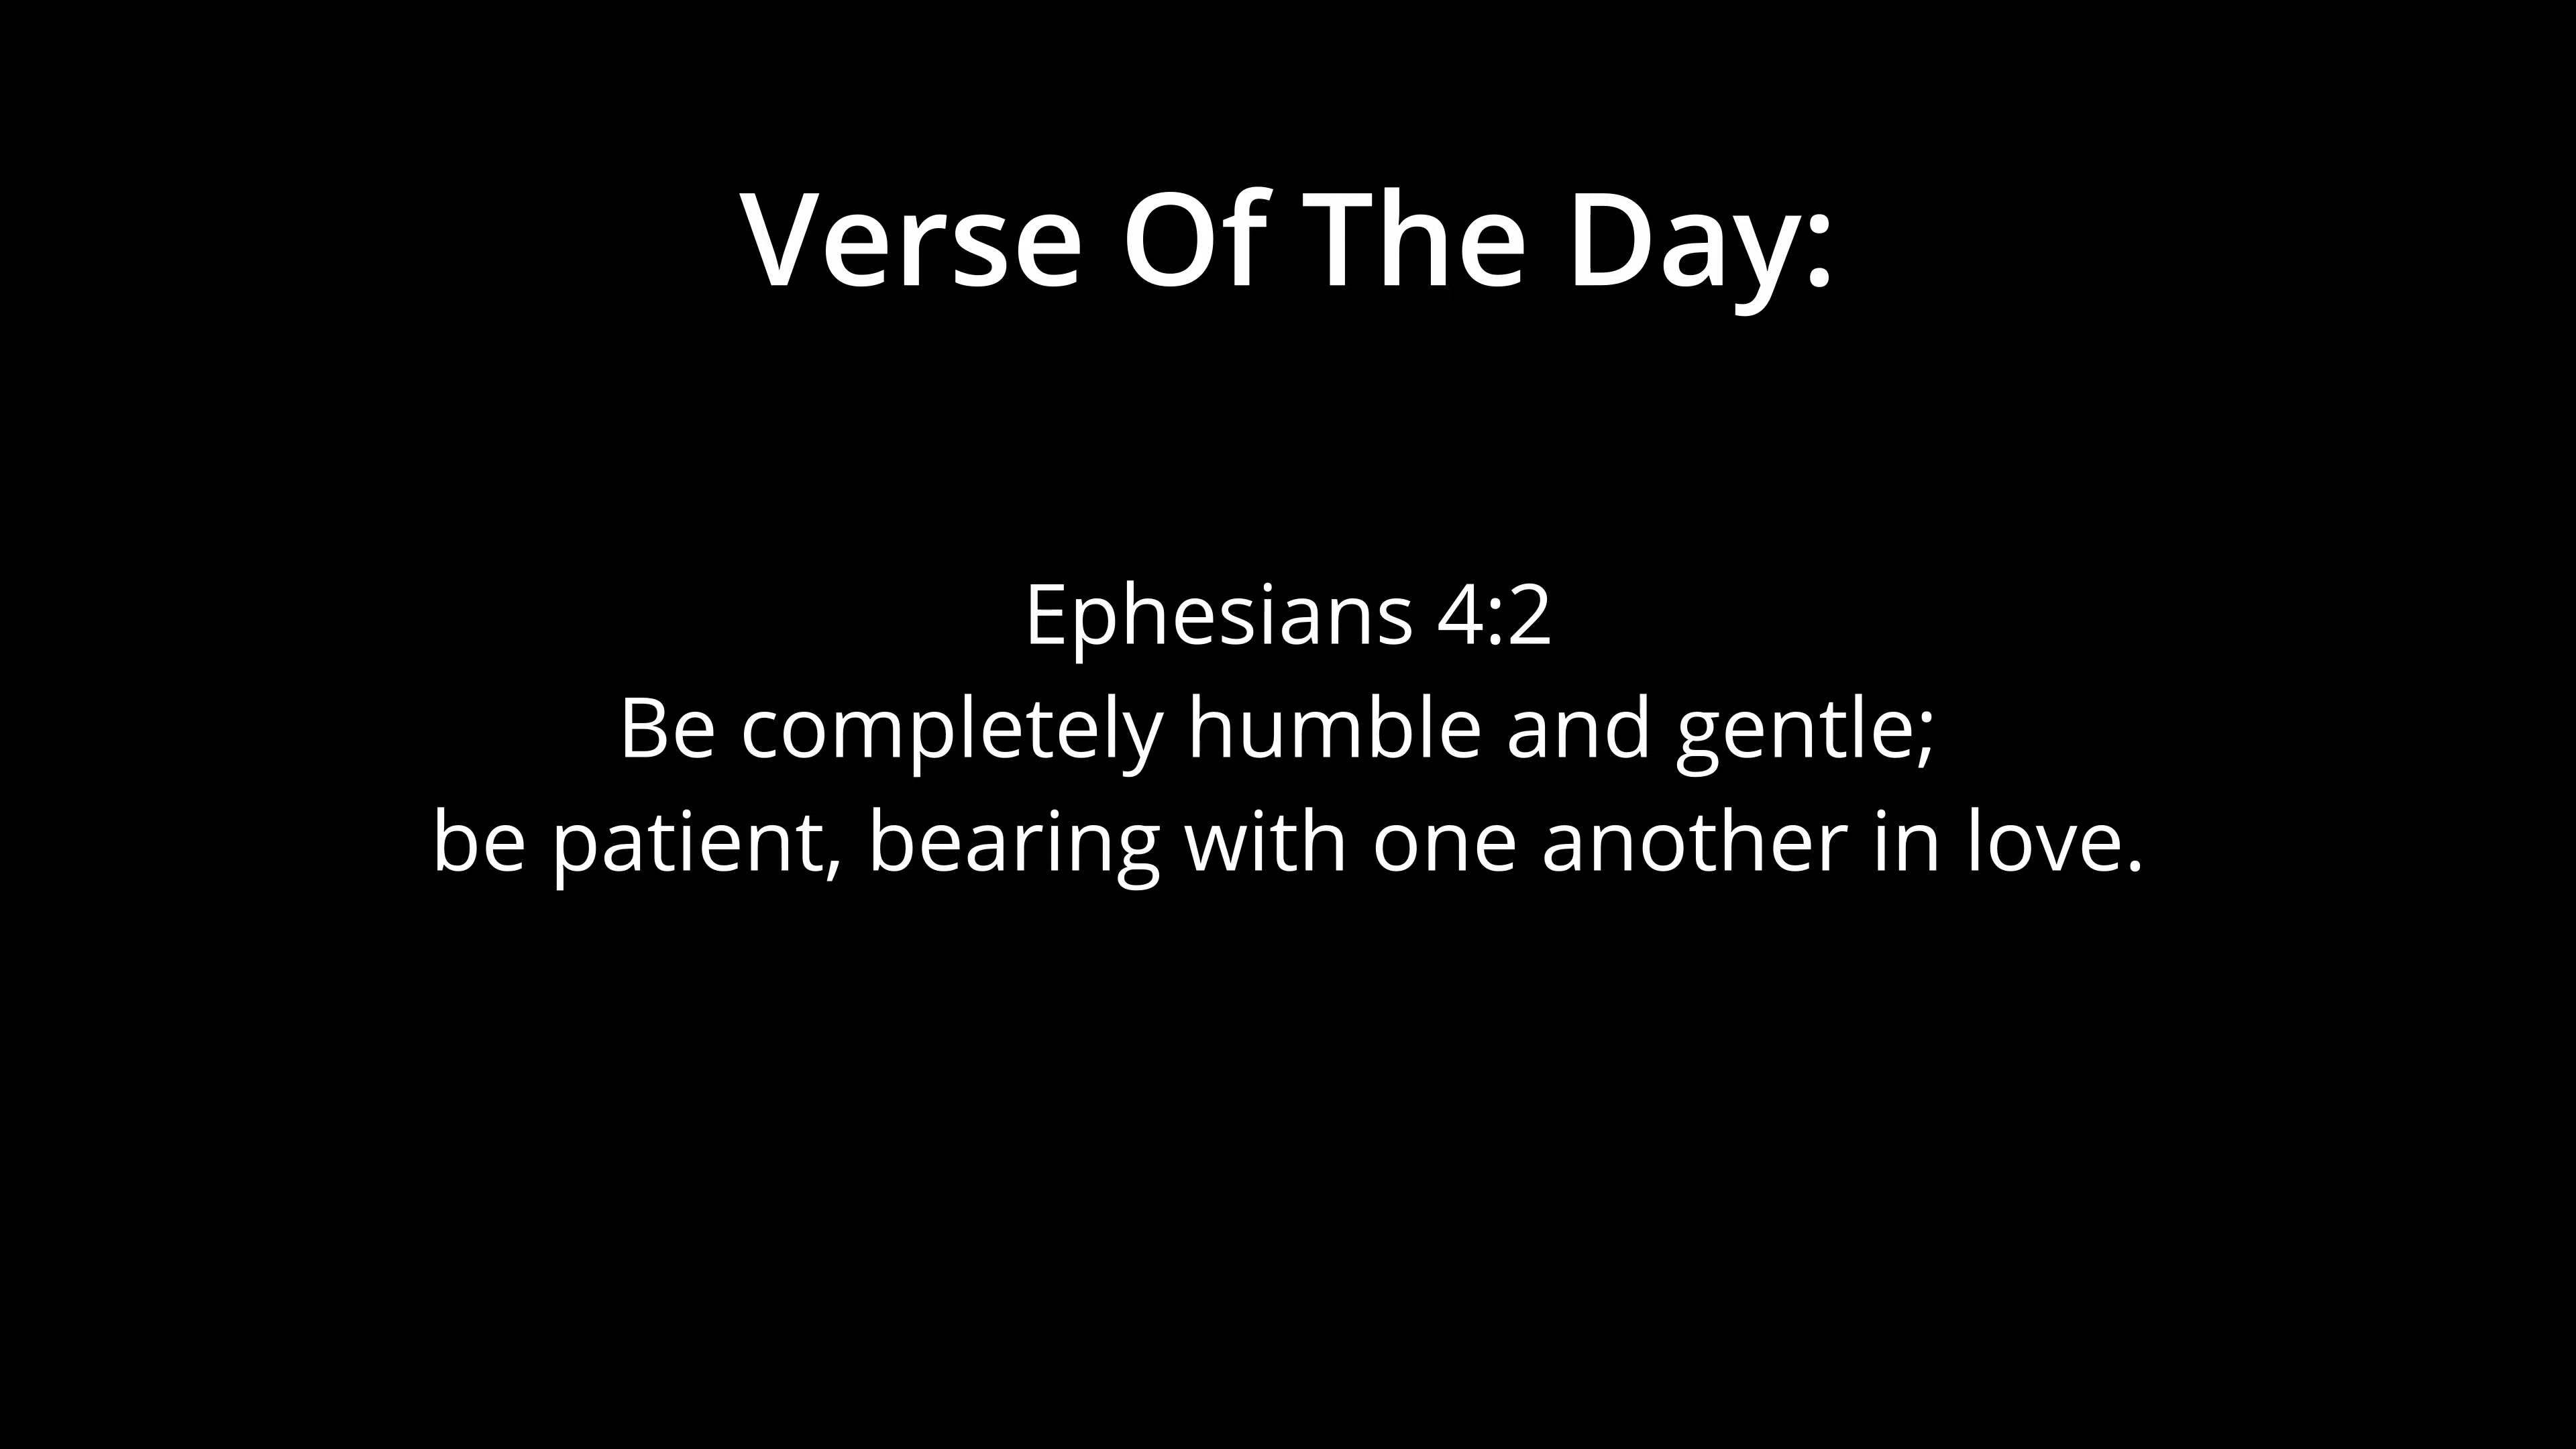 Verse Of The Day:
Ephesians 4:2
Be completely humble and gentle;
be patient, bearing with one another in love.